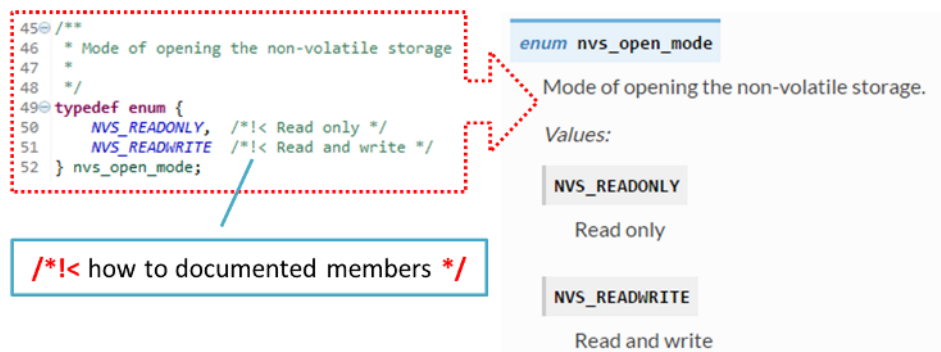 45 /**
46 * Mode of opening the non-volatile storage
47 *
48 */
49 typedef enum {
50 NVS_READONLY, /*!< Read only */
51 NVS_READWRITE /*!< Read and write */
52 } nvs_open_mode;
/*!< how to documented members */
enum nvs_open_mode
Mode of opening the non-volatile storage.
Values:
NVS_READONLY
Read only
NVS_READWRITE
Read and write